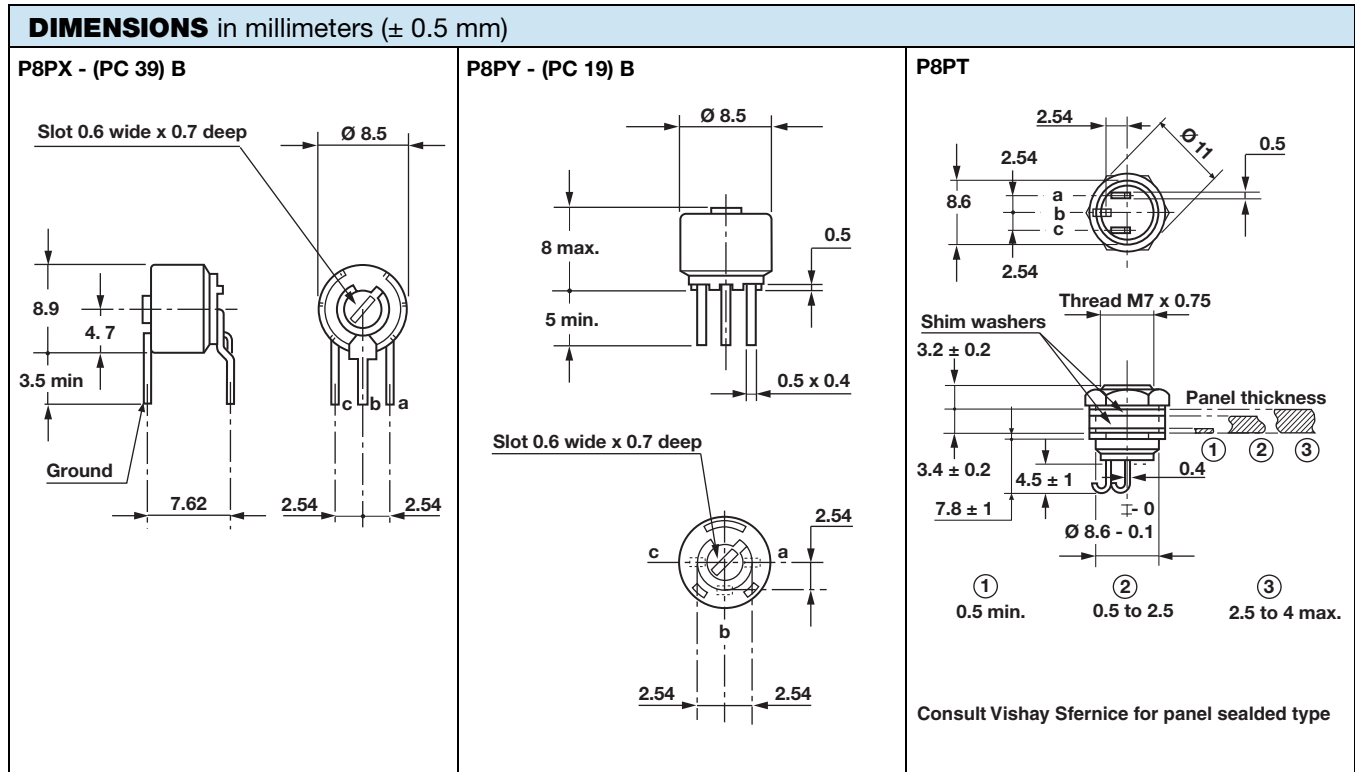 DIMENSIONS in millimeters (± 0.5 mm)
P8PX - (PC 39) B
Slot 0.6 wide x 0.7 deep
Ø 8.5
8.9
4. 7
3.5 min
c
b
a
Ground
7.62
2.54
2.54
P8PY - (PC 19) B
Ø 8.5
8 max.
0.5
5 min.
0.5 x 0.4
Slot 0.6 wide x 0.7 deep
2.54
c
a
b
2.54
2.54
P8PT
2.54
Ø 11
0.5
2.54
8.6
a
b
c
2.54
Thread M7 x 0.75
Shim washers
3.2 ± 0.2
Panel thickness
1
2
3
3.4 ± 0.2
4.5 ± 1
0.4
7.8 ± 1
- 0
Ø 8.6 - 0.1
1
2
3
0.5 min.
0.5 to 2.5
2.5 to 4 max.
Consult Vishay Sfernice for panel sealded type